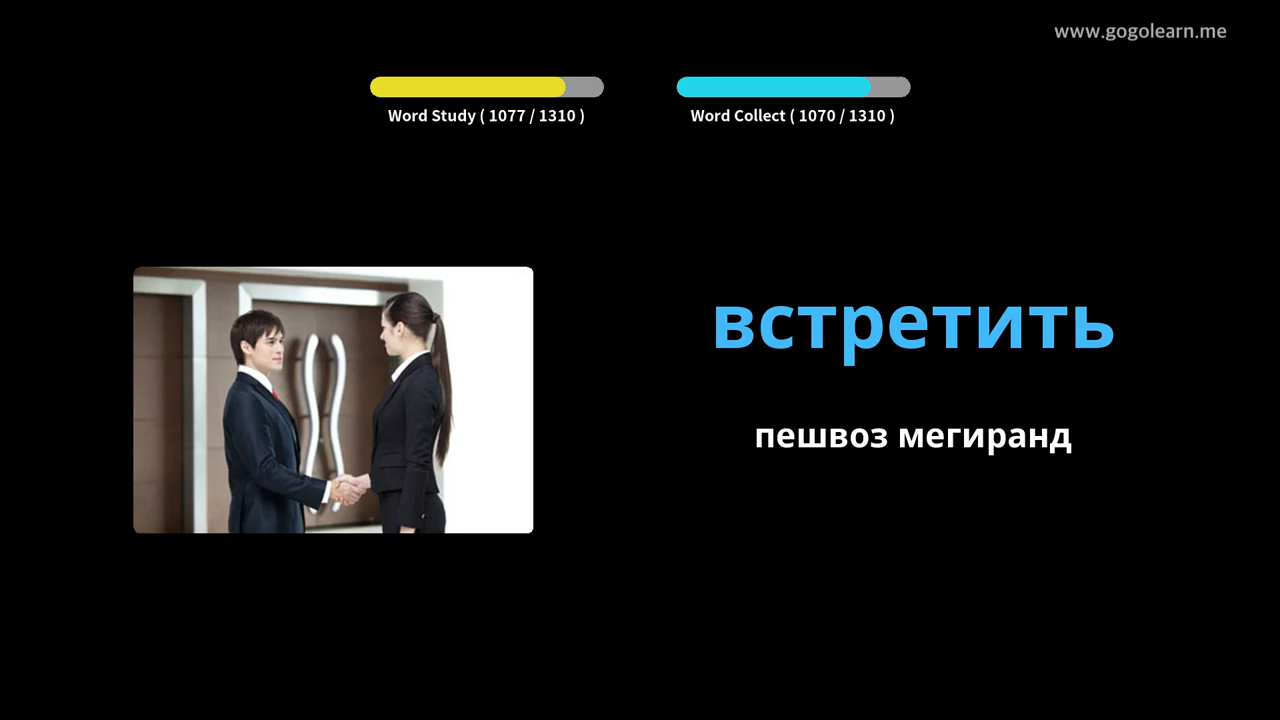 www.gogolearn.me
Word Study ( 1077 / 1310 )
Word Collect ( 1070 / 1310 )
встретить
пешвоз мегиранд